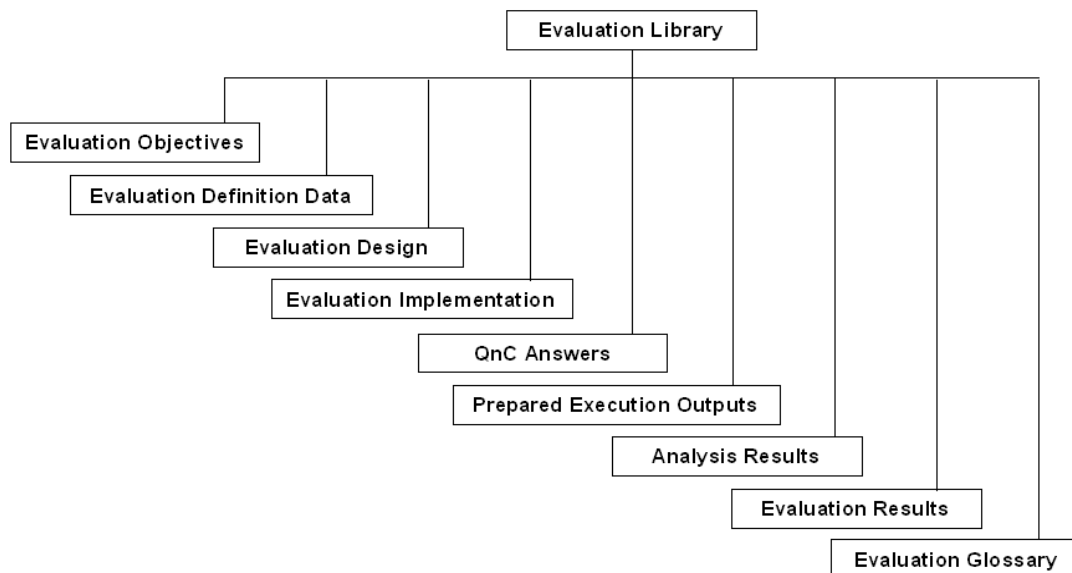 Evaluation Library
Evaluation Objectives
Evaluation Definition Data
Evaluation Design
Evaluation Implementation
QnC Answers
Prepared Execution Outputs
Analysis Results
Evaluation Results
Evaluation Glossary